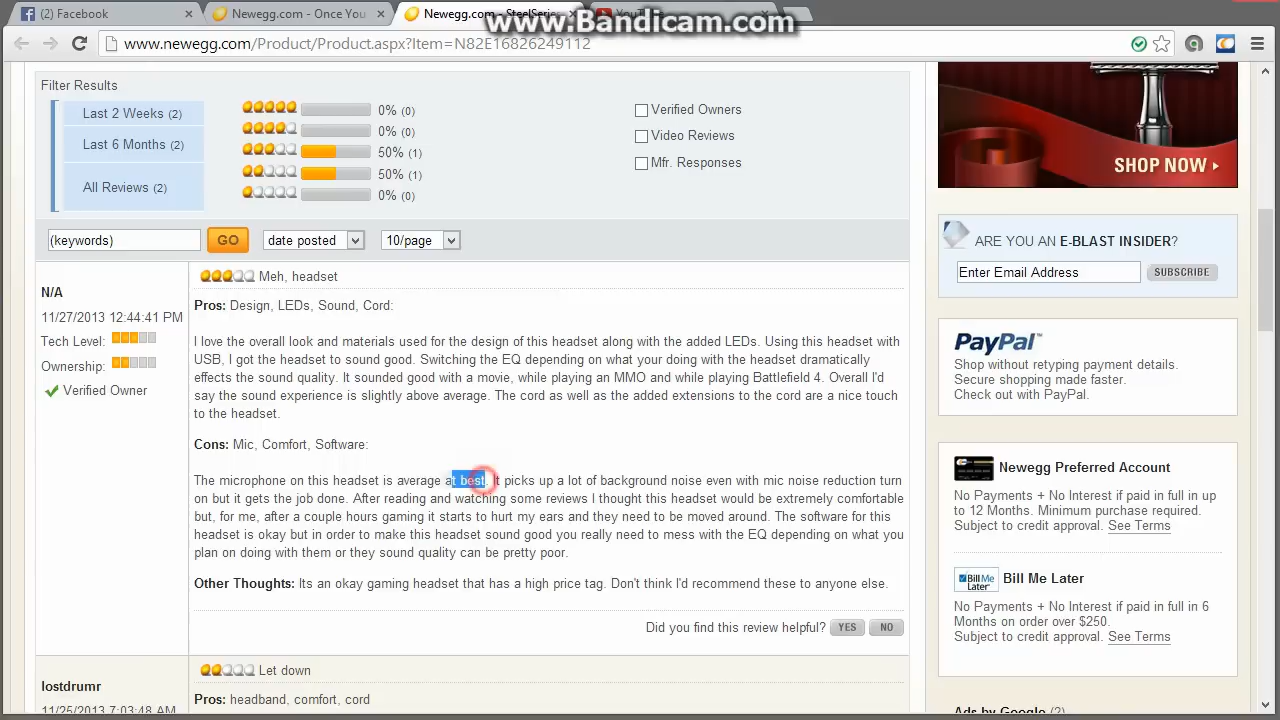 (f) Facebook
Newegg.com - Once You
Newegg.com - SteelSerie
YouT
www.Bandicam.com
www.newegg.com/Product/Product.aspx?Item=N82E16826249112
Filter Results
Last 2 Weeks (2)
Last 6 Months (2)
All Reviews (2)
0% (0)
0% (0)
50% (1)
50% (1)
0% (0)
Verified Owners
Video Reviews
Mfr. Responses
SHOP NOW
(keywords)
GO
date posted
10/page
ARE YOU AN E-BLAST INSIDER?
Enter Email Address
SUBSCRIBE
N/A
11/27/2013 12:44:41 PM
Tech Level:
Ownership:
Verified Owner
Meh, headset
Pros: Design, LEDs, Sound, Cord:
I love the overall look and materials used for the design of this headset along with the added LEDs. Using this headset with
USB, I got these things to sound good. Switching the EQ depending on what your doing with the headset dramatically
effects the sound quality. It sounded good with a movie, while playing an MMO and while playing Battlefield 4. Overall I'd
say the sound experience is slightly above average. The cord as well as the added extensions to the cord are a nice touch
to the headset.
Cons: Mic, Comfort, Software:
The microphone on this headset is average at best. It picks up a lot of background noise even with mic noise reduction turn
on but it gets the job done. After reading and watching some reviews I thought this headset would be extremely comfortable
but, for me, after a couple hours gaming it starts to hurt my ears and they need to be moved around. The software for this
headset is okay but in order to make this headset sound good you really need to mess with the EQ depending on what you
plan on doing with them or they sound quality can be pretty poor.
Other Thoughts: Its an okay gaming headset that has a high price tag. Don't think I'd recommend these to anyone else.
Did you find this review helpful? YES NO
PayPal™
Shop without retyping payment details.
Secure shopping made faster.
Check out with PayPal.
Newegg Preferred Account
No Payments + No Interest if paid in full in up
to 12 Months. Minimum purchase required.
Subject to credit approval. See Terms
Bill Me Later
Bill Me Later
No Payments + No Interest if paid in full in 6
Months on order over $250.
Subject to credit approval. See Terms
Ads by Google (?)
lostdrumr
11/25/2013 7:03:48 AM
Let down
Pros: headband, comfort, cord